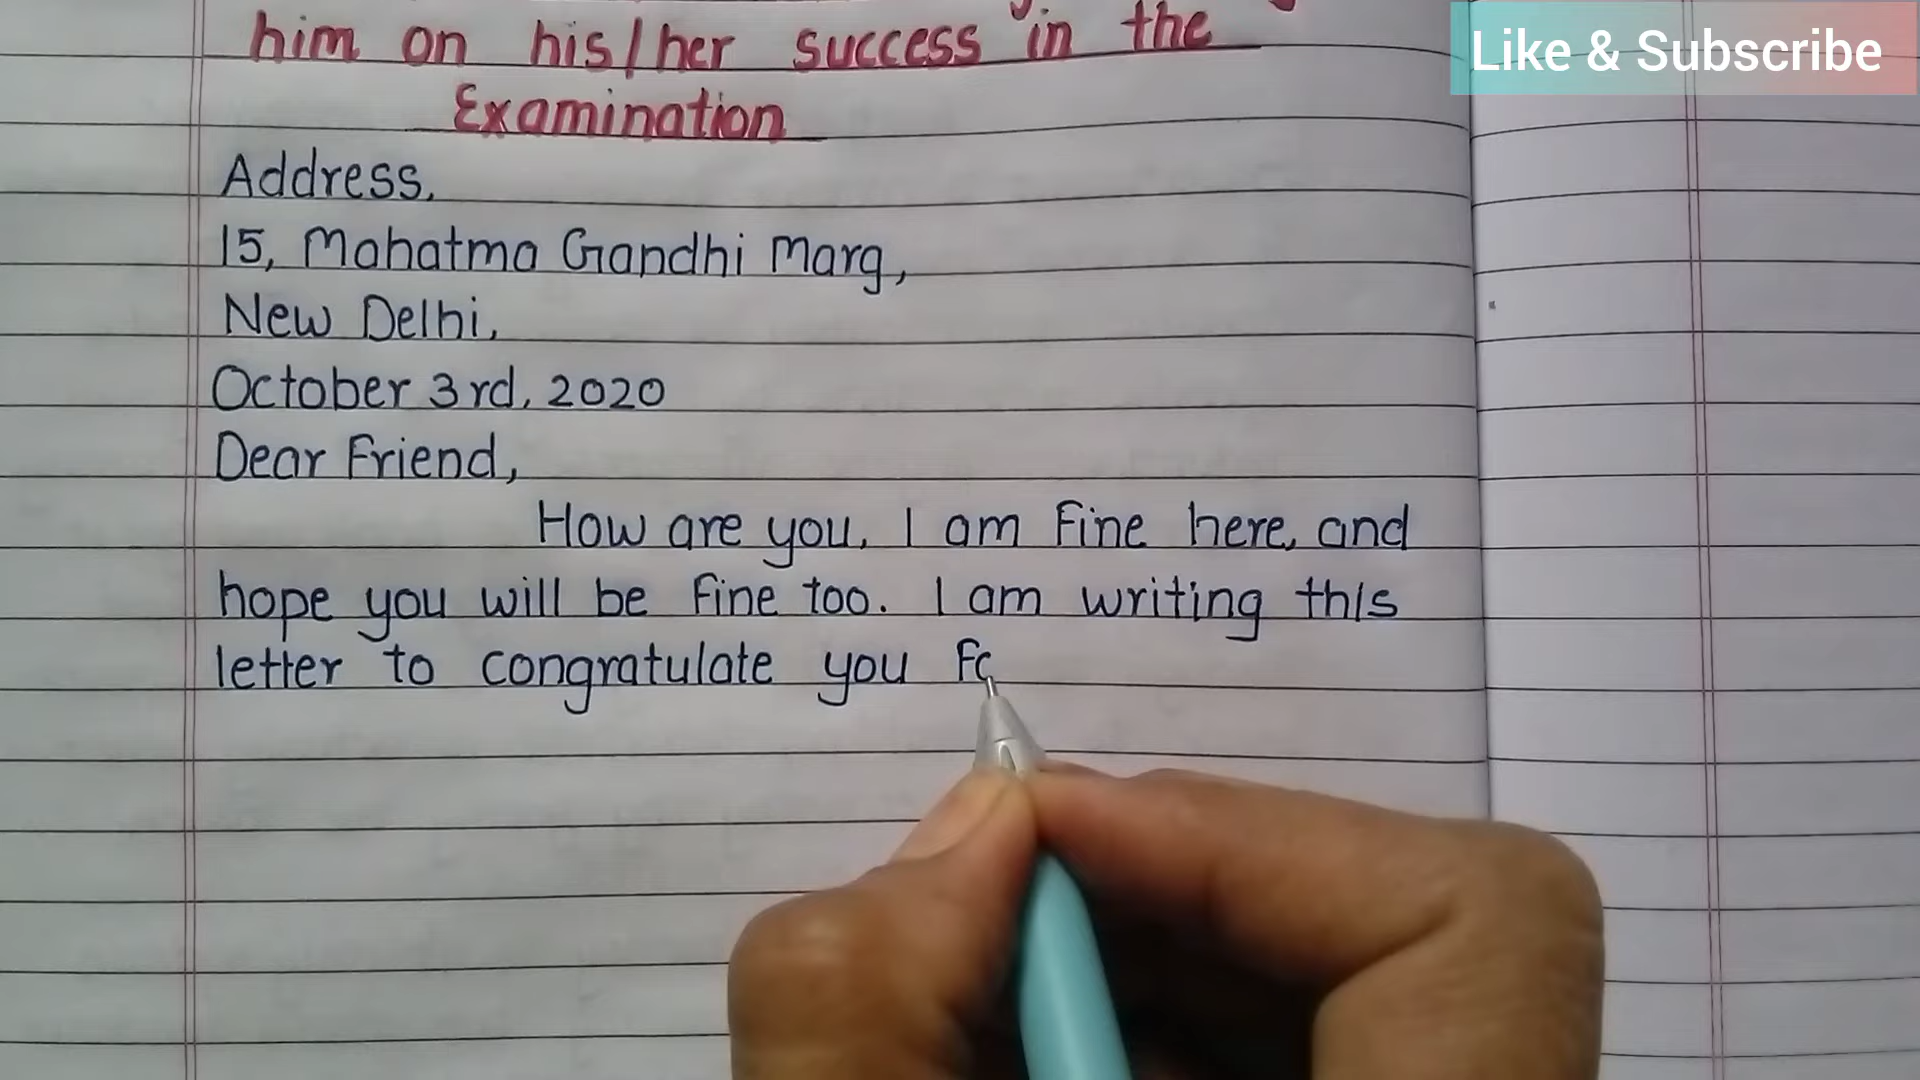 him on his/her success in the
Like & Subscribe
Examination
Address,
15, Mahatma Gandhi Marg,
New Delhi,
October 3rd, 2020
Dear Friend,
How are you, I am Fine here, and
hope you will be Fine too. I am writing this
letter to congratulate you Fo